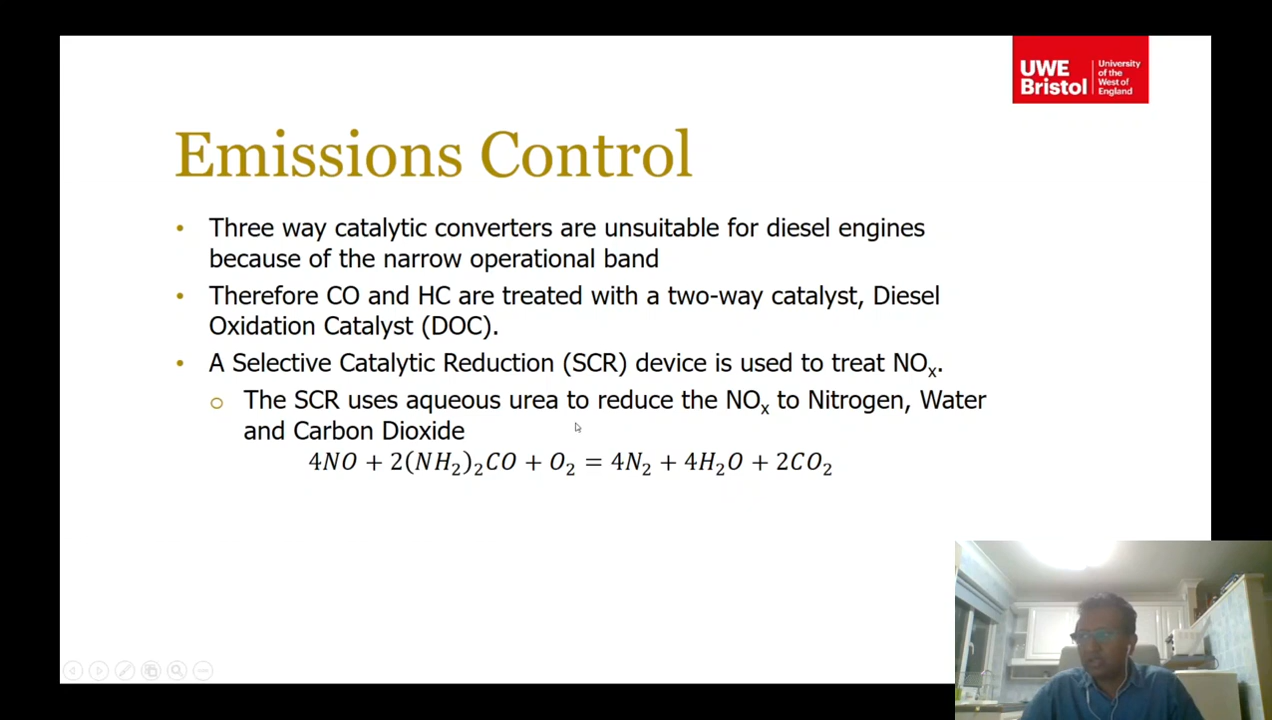 UWE Bristol
University of the West of England
Emissions Control
• Three way catalytic converters are unsuitable for diesel engines
because of the narrow operational band
• Therefore CO and HC are treated with a two-way catalyst, Diesel
Oxidation Catalyst (DOC).
• A Selective Catalytic Reduction (SCR) device is used to treat NOₓ.
o The SCR uses aqueous urea to reduce the NOₓ to Nitrogen, Water
and Carbon Dioxide
4NO + 2(NH₂)₂CO + O₂ = 4N₂ + 4H₂O + 2CO₂